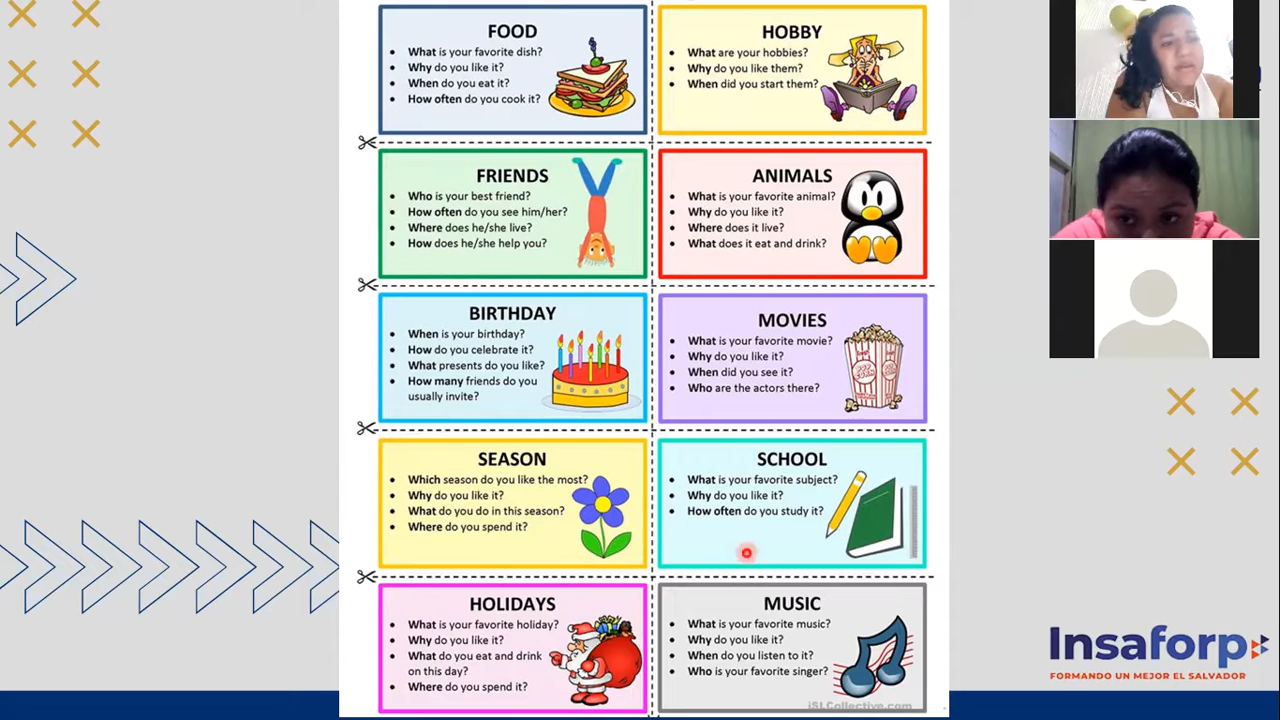 FOOD
What is your favorite dish?
Why do you like it?
When do you eat it?
How often do you cook it?
HOBBY
What are your hobbies?
Why do you like them?
When did you start them?
FRIENDS
Who is your best friend?
How often do you see him/her?
Where does he/she live?
How does he/she help you?
ANIMALS
What is your favorite animal?
Why do you like it?
Where does it live?
What does it eat and drink?
BIRTHDAY
When is your birthday?
How do you celebrate it?
What presents do you like?
How many friends do you
usually invite?
MOVIES
What is your favorite movie?
Why do you like it?
When did you see it?
Who are the actors there?
SEASON
Which season do you like the most?
Why do you like it?
What do you do in this season?
Where do you spend it?
SCHOOL
What is your favorite subject?
Why do you like it?
How often do you study it?
HOLIDAYS
What is your favorite holiday?
Why do you like it?
What do you eat and drink
on this day?
Where do you spend it?
MUSIC
What is your favorite music?
Why do you like it?
When do you listen to it?
Who is your favorite singer?
iSLCollective.com
Insaforp
FORMANDO UN MEJOR EL SALVADOR